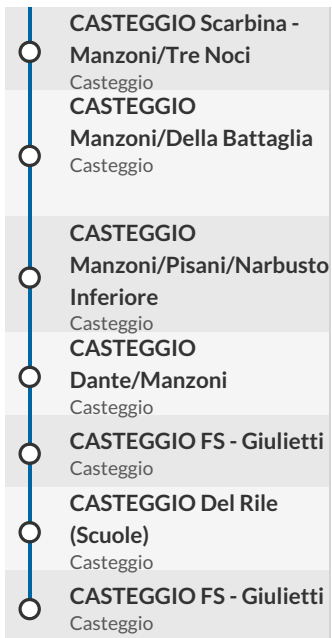 CASTEGGIO Scarbina -
Manzoni/Tre Noci
Casteggio
CASTEGGIO
Manzoni/Della Battaglia
Casteggio
CASTEGGIO
Manzoni/Pisani/Narbusto
Inferiore
Casteggio
CASTEGGIO
Dante/Manzoni
Casteggio
CASTEGGIO FS - Giulietti
Casteggio
CASTEGGIO Del Rile
(Scuole)
Casteggio
CASTEGGIO FS - Giulietti
Casteggio